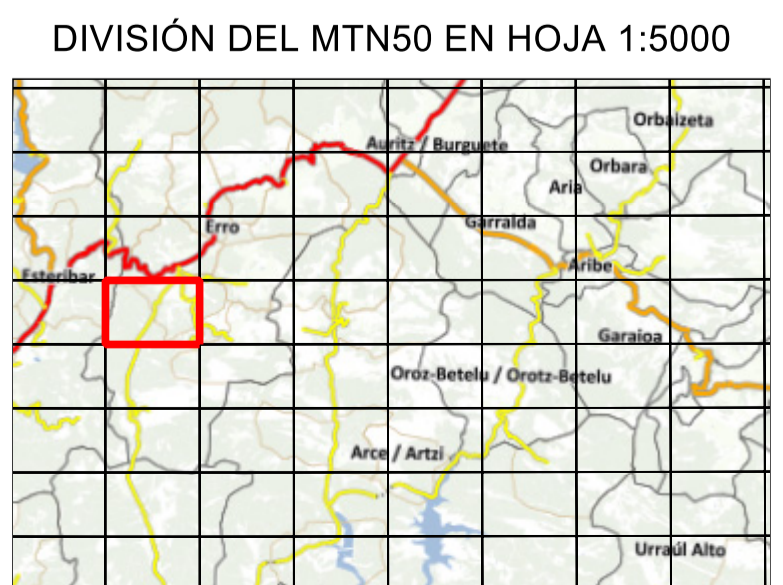 DIVISIÓN DEL MTN50 EN HOJA 1:5000
Orbaizeta
Auritz / Burguete
Orbara
Aria
Garralda
Erro
Aribe
Esteribar
Garaioa
Oroz-Betelu / Orotz-Betelu
Arce / Artzi
Urraúl Alto